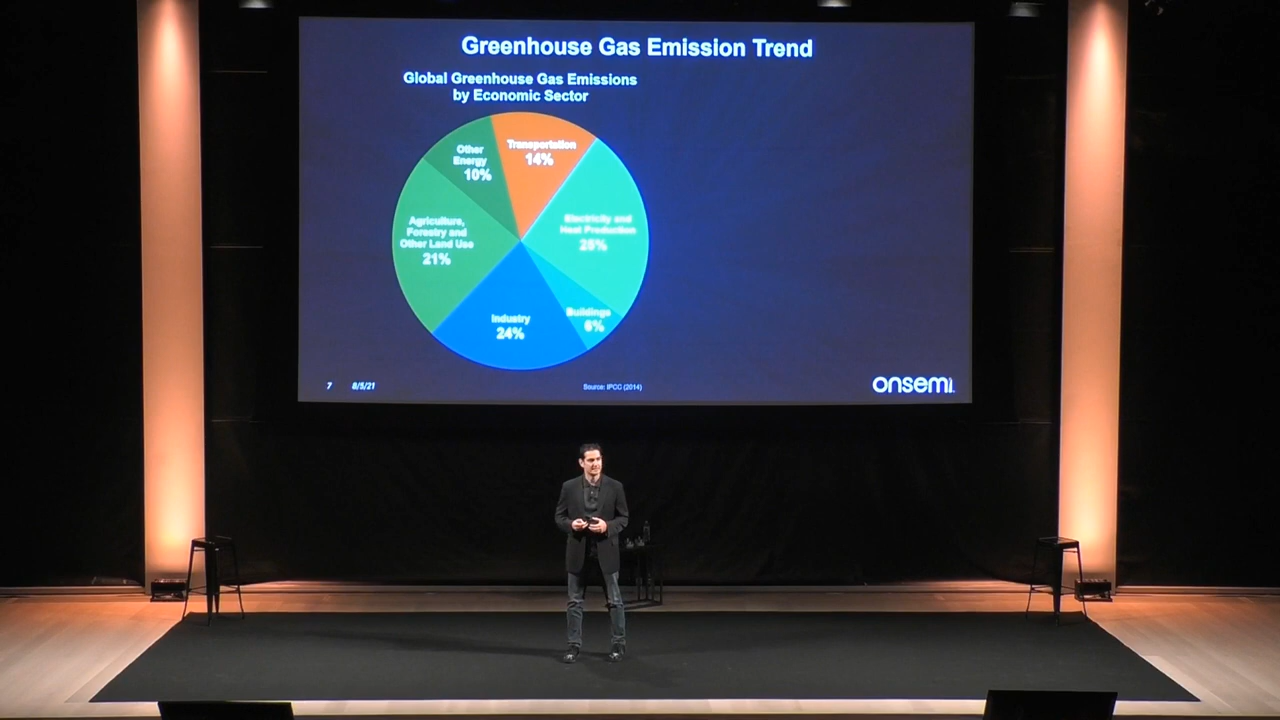 Greenhouse Gas Emission Trend
Global Greenhouse Gas Emissions
by Economic Sector
Other
Energy
10%
Transportation
14%
Electricity and
Heat Production
25%
Agriculture,
Forestry and
Other Land Use
21%
Industry
24%
Buildings
6%
7 8/5/21
Source: IPCC (2014)
onsemi